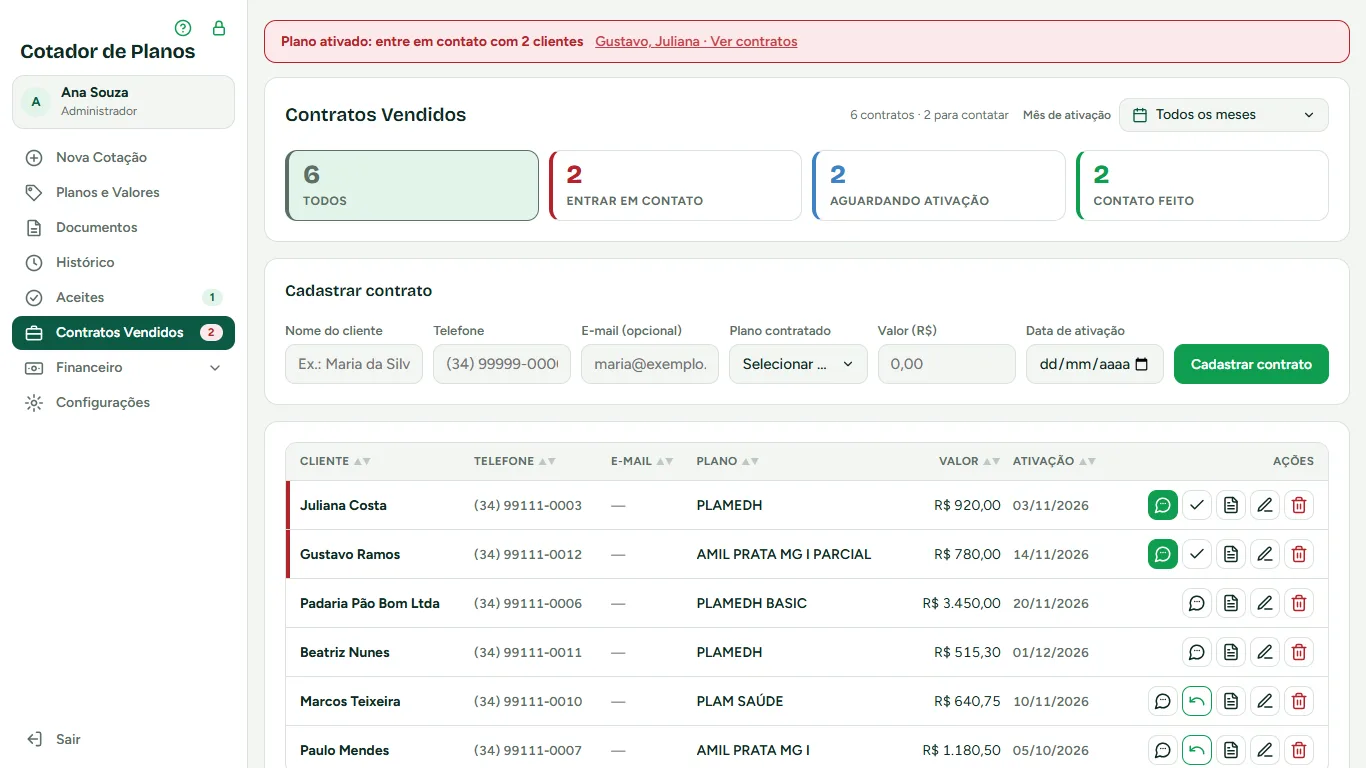 Cotador de Planos
A
Ana Souza
Administrador
Nova Cotação
Planos e Valores
Documentos
Histórico
Aceites 1
Contratos Vendidos 2
Financeiro
Configurações
Sair
Plano ativado: entre em contato com 2 clientes Gustavo, Juliana · Ver contratos
Contratos Vendidos
6 contratos · 2 para contatar Mês de ativação Todos os meses
6
TODOS
2
ENTRAR EM CONTATO
2
AGUARDANDO ATIVAÇÃO
2
CONTATO FEITO
Cadastrar contrato
Nome do cliente Telefone E-mail (opcional) Plano contratado Valor (R$) Data de ativação
Ex.: Maria da Silv (34) 99999-000 maria@exemplo. Selecionar ... 0,00 dd/mm/aaaa Cadastrar contrato
CLIENTE TELEFONE E-MAIL PLANO VALOR ATIVAÇÃO AÇÕES
Juliana Costa (34) 99111-0003 — PLAMEDH R$ 920,00 03/11/2026
Gustavo Ramos (34) 99111-0012 — AMIL PRATA MG I PARCIAL R$ 780,00 14/11/2026
Padaria Pão Bom Ltda (34) 99111-0006 — PLAMEDH BASIC R$ 3.450,00 20/11/2026
Beatriz Nunes (34) 99111-0011 — PLAMEDH R$ 515,30 01/12/2026
Marcos Teixeira (34) 99111-0010 — PLAM SAÚDE R$ 640,75 10/11/2026
Paulo Mendes (34) 99111-0007 — AMIL PRATA MG I R$ 1.180,50 05/10/2026